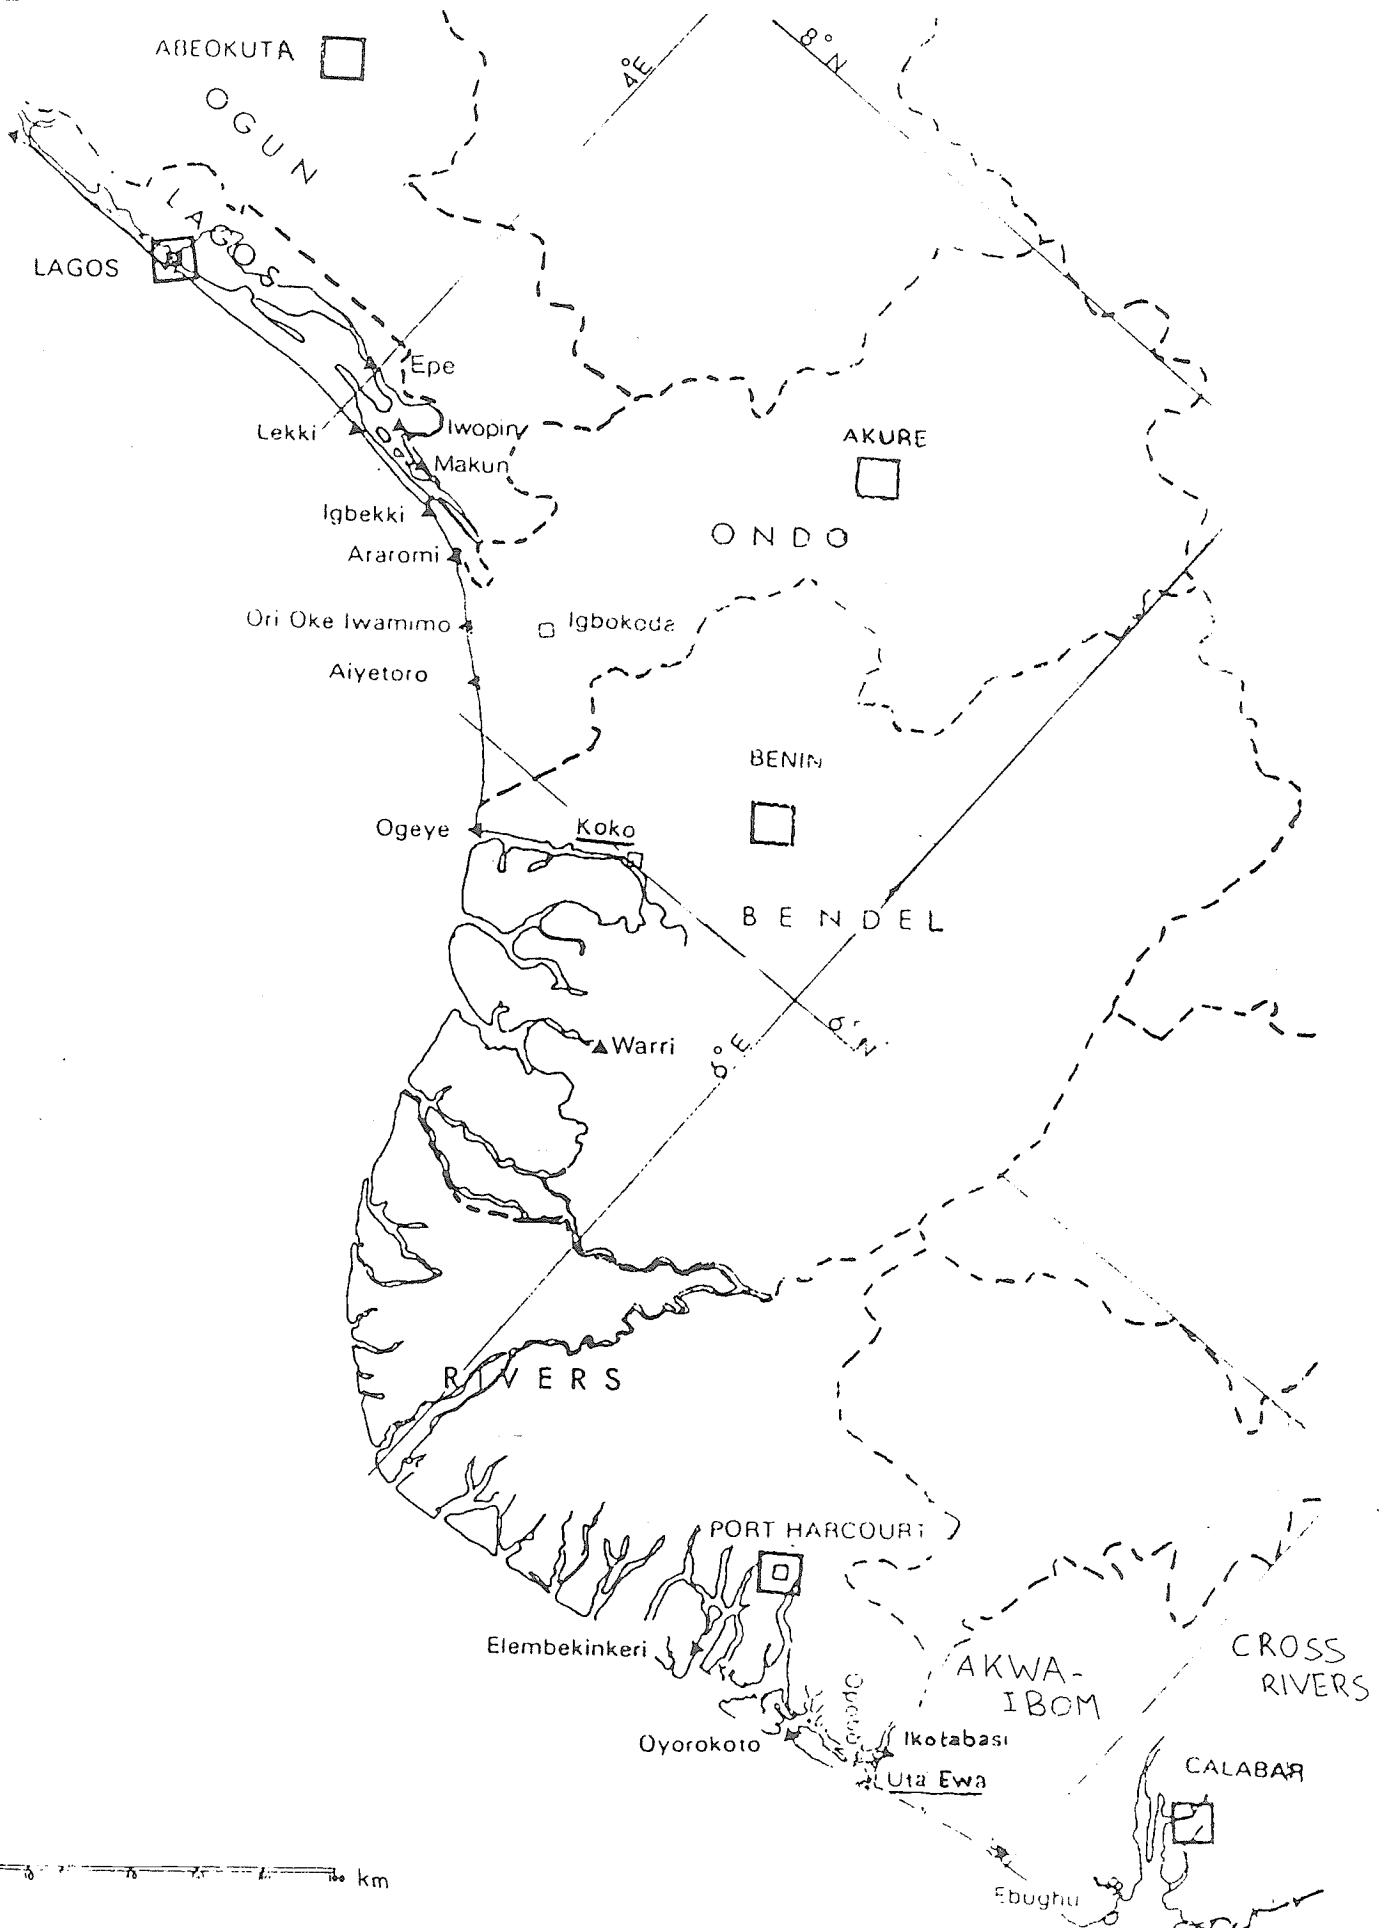 ABEOKUTA
4°E
8°N
OGUN
LAGOS
LAGOS
Epe
Lekki
Iwopin
Makun
AKURE
Igbekki
ONDO
Araromi
Ori Oke Iwamimo
Igbokoda
Aiyetoro
BENIN
Ogeye
Koko
BENDEL
6°N
Warri
6°E
RIVERS
PORT HARCOURT
Elembekinkeri
CROSS
RIVERS
AKWA-
IBOM
Opobo
Oyorokoto
Ikotabasi
Uta Ewa
CALABAR
Ebughu
100 km